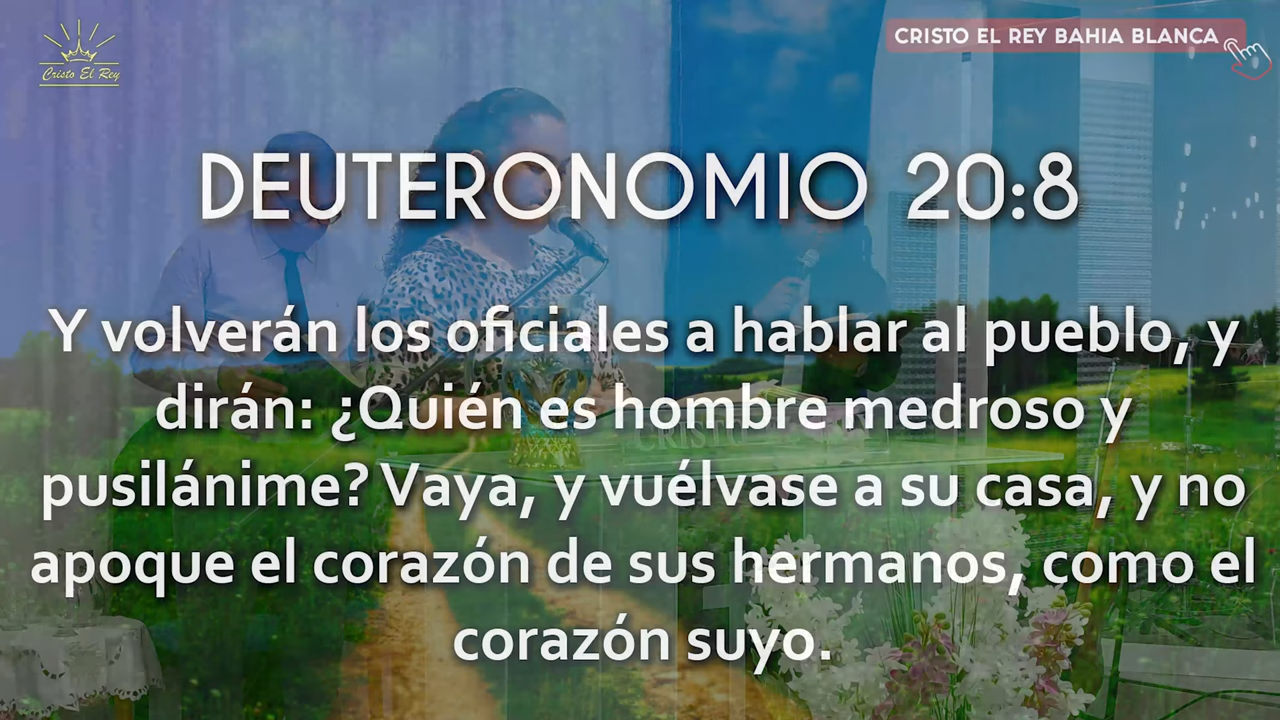 Cristo El Rey
CRISTO EL REY BAHIA BLANCA
DEUTERONOMIO 20:8
Y volverán los oficiales a hablar al pueblo, y
dirán: ¿Quién es hombre medroso y
pusilánime? Vaya, y vuélvase a su casa, y no
apoque el corazón de sus hermanos, como el
corazón suyo.
CRISTO